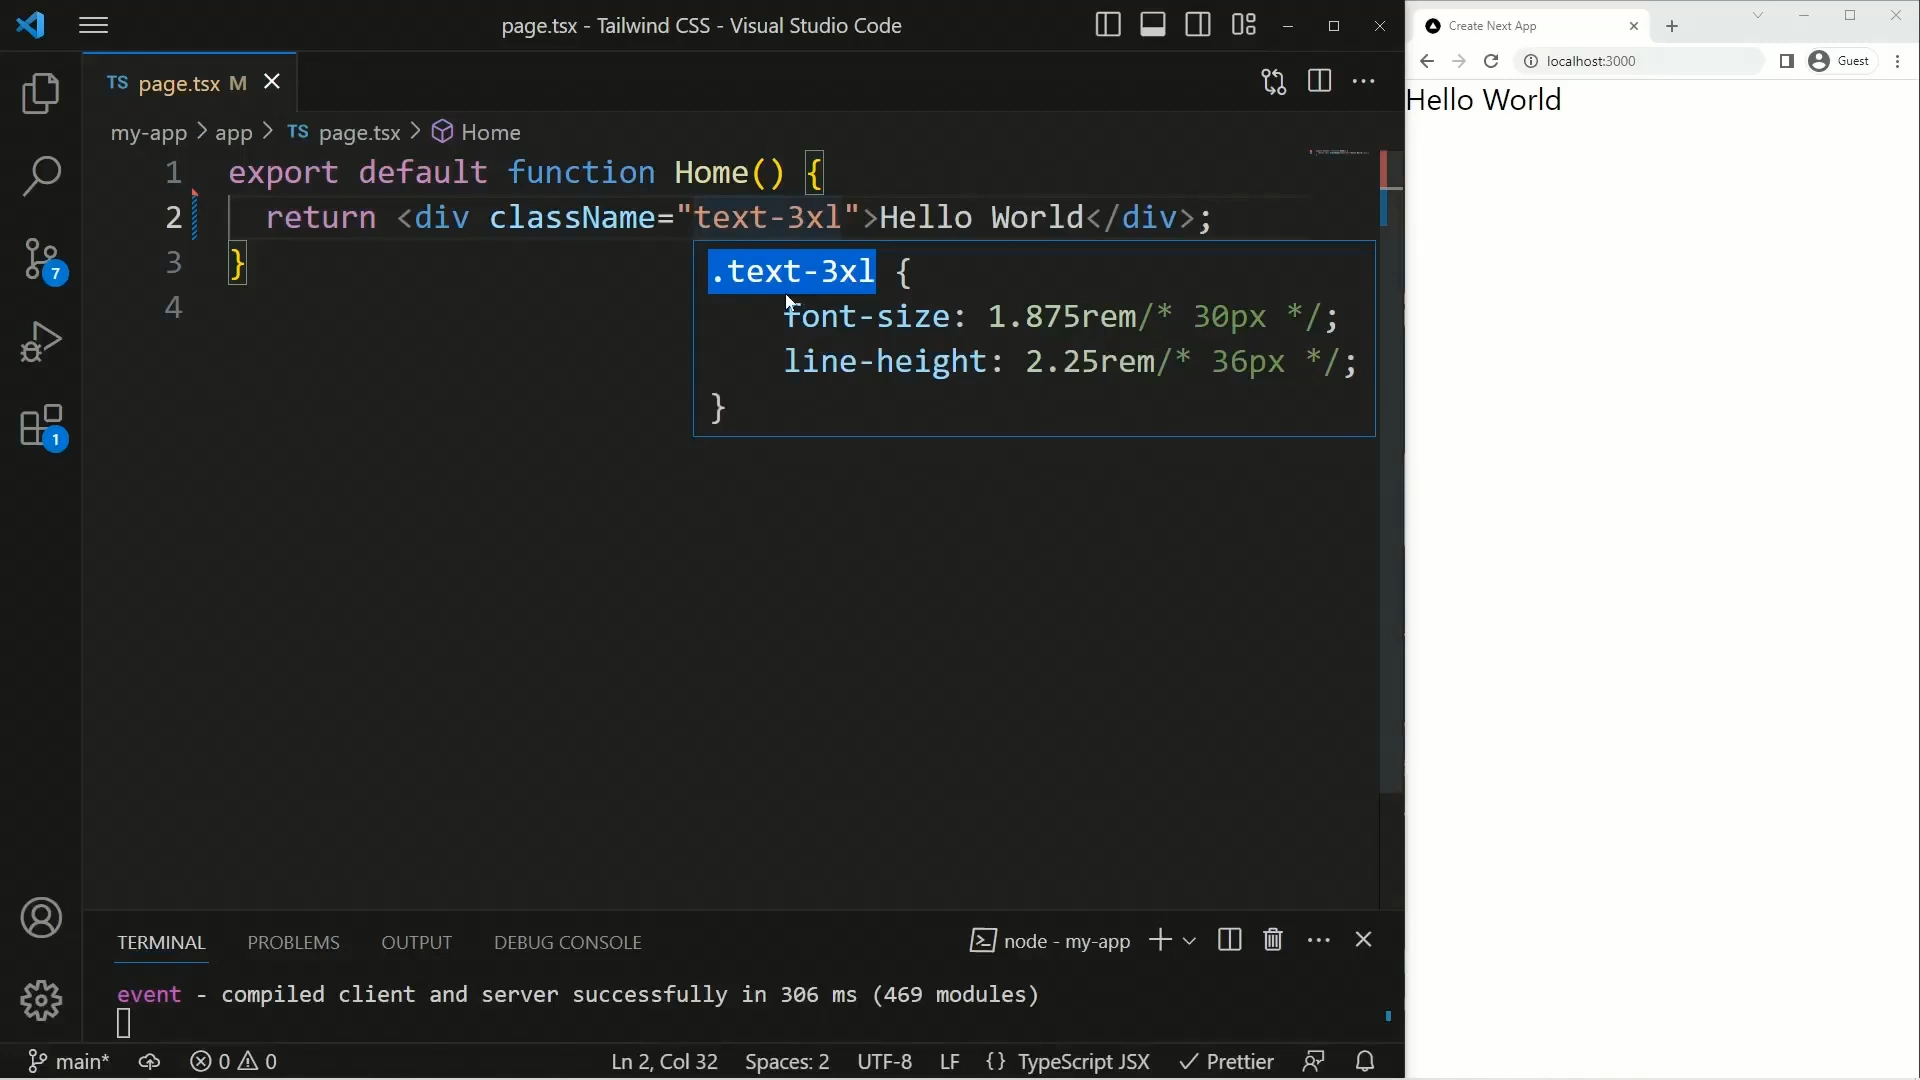 page.tsx - Tailwind CSS - Visual Studio Code
TS page.tsx M
my-app > app > TS page.tsx > Home
1 export default function Home() {
2 return <div className="text-3xl">Hello World</div>;
3 }
4
.text-3xl {
font-size: 1.875rem/* 30px */;
line-height: 2.25rem/* 36px */;
}
7
1
TERMINAL PROBLEMS OUTPUT DEBUG CONSOLE
node - my-app
event - compiled client and server successfully in 306 ms (469 modules)
main* 0 0 Ln 2, Col 32 Spaces: 2 UTF-8 LF {} TypeScript JSX Prettier
Create Next App
localhost:3000
Guest
Hello World